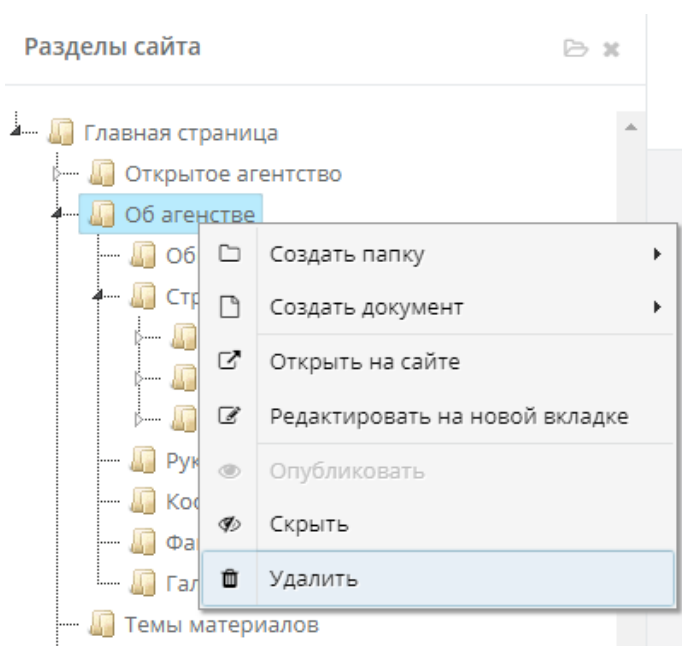 Разделы сайта
Главная страница
Открытое агентство
Об агенстве
Об
Создать папку
Создать документ
Открыть на сайте
Редактировать на новой вкладке
Опубликовать
Скрыть
Удалить
Темы материалов